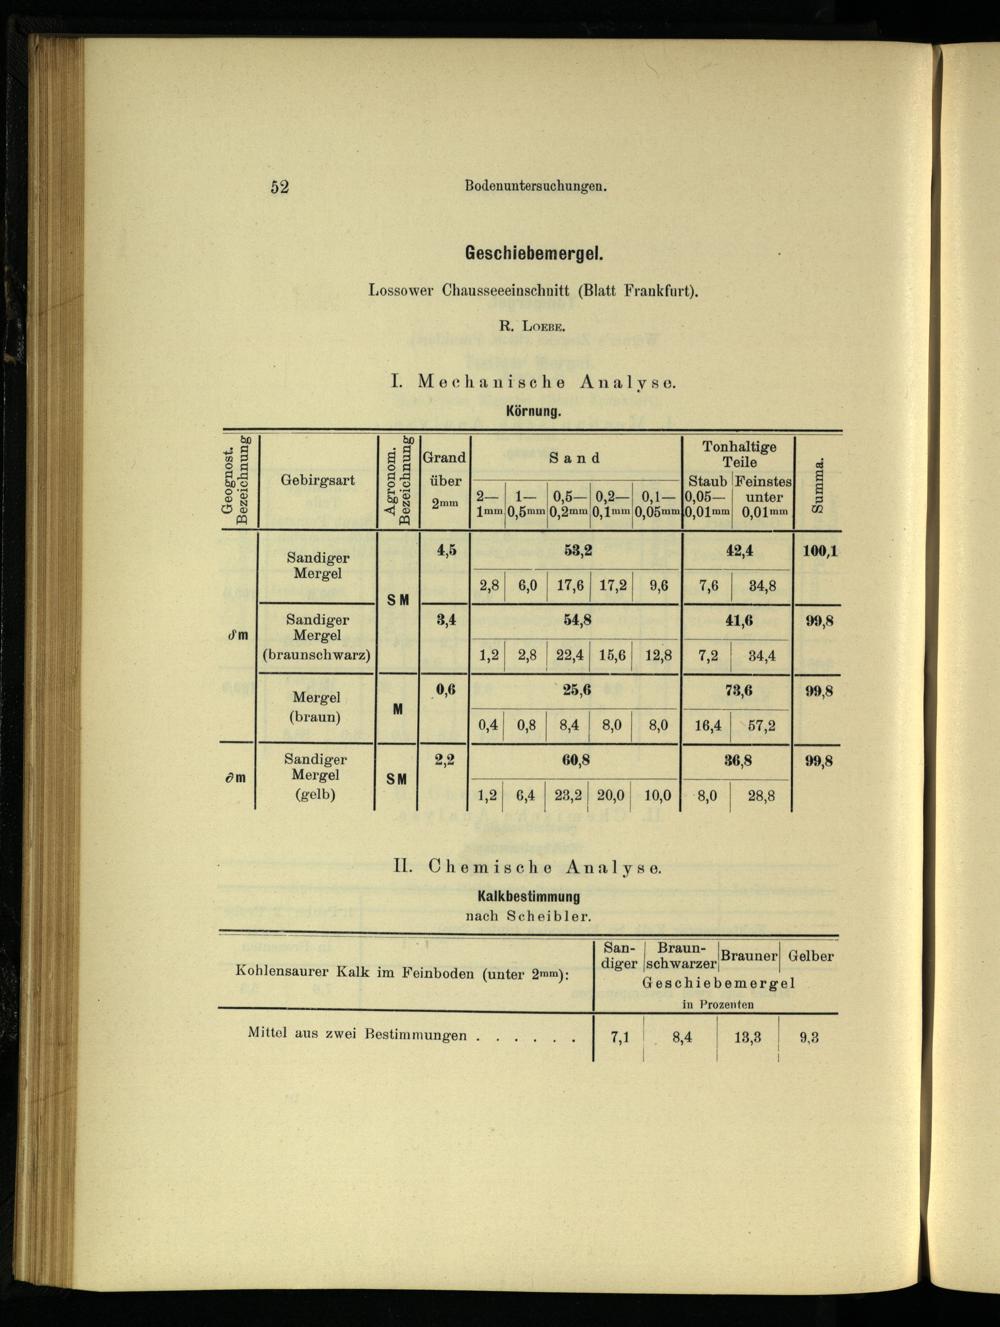 52
Bodenuntersuchungen.
Geschiebemergel.
Lossower Chausseeeinschnitt (Blatt Frankfurt).
R. Loebe.
I. Mechanische Analyse.
Körnung.
Geognost. Bezeichnung
Gebirgsart
Agronom. Bezeichnung
Grand über 2mm
Sand
Tonhaltige Teile
Summa.
2—1mm
1—0,5mm
0,5—0,2mm
0,2—0,1mm
0,1—0,05mm
Staub 0,05—0,01mm
Feinstes unter 0,01mm
Sandiger Mergel
4,5 53,2 42,4 100,1
2,8 6,0 17,6 17,2 9,6 7,6 34,8
SM
Sandiger Mergel (braunschwarz)
3,4 54,8 41,6 99,8
1,2 2,8 22,4 15,6 12,8 7,2 34,4
δm
Mergel (braun)
M
0,6 25,6 73,6 99,8
0,4 0,8 8,4 8,0 8,0 16,4 57,2
∂m
Sandiger Mergel (gelb)
SM
2,2 60,8 36,8 99,8
1,2 6,4 23,2 20,0 10,0 8,0 28,8
II. Chemische Analyse.
Kalkbestimmung
nach Scheibler.
Kohlensaurer Kalk im Feinboden (unter 2mm):
San-diger Braun-schwarzer Brauner Gelber
Geschiebemergel
in Prozenten
Mittel aus zwei Bestimmungen . . . . . . 7,1 8,4 13,3 9,3